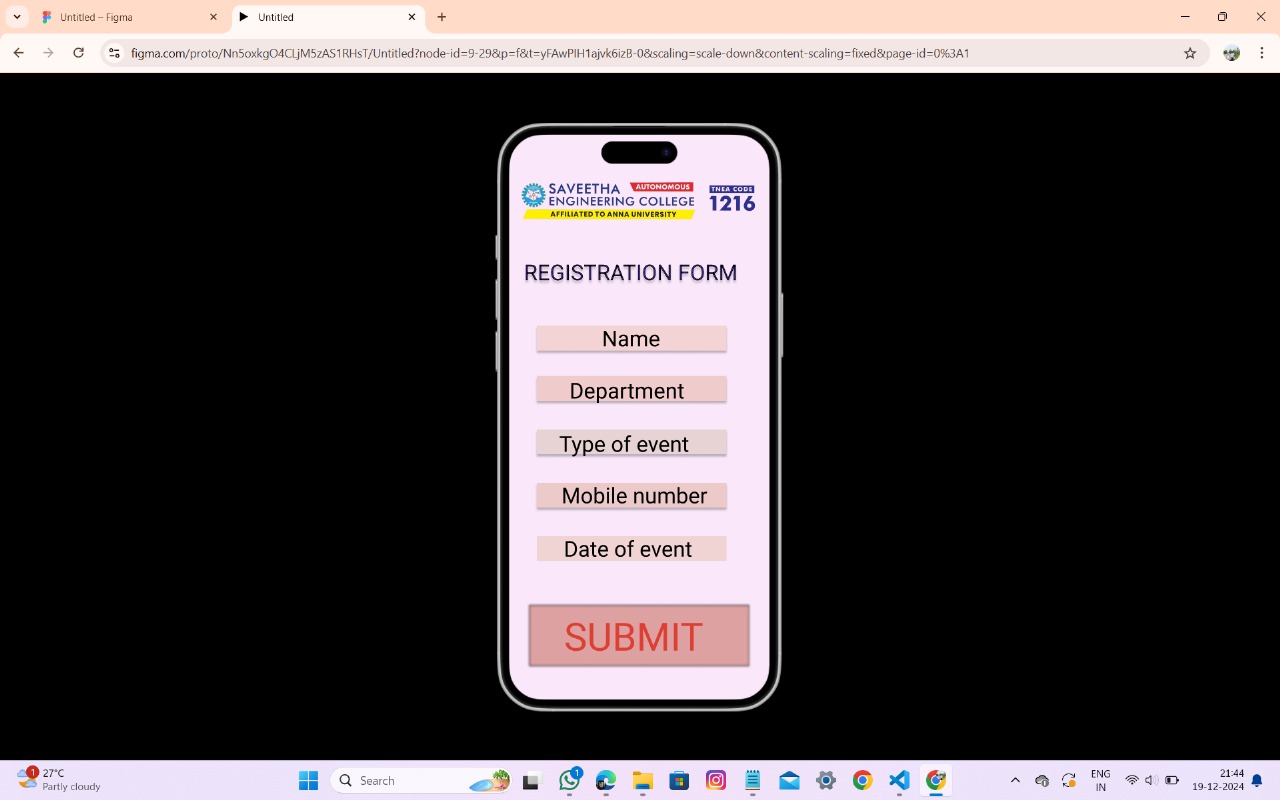 Untitled – Figma
Untitled
figma.com/proto/Nn5oxkgO4CLjM5zAS1RHsT/Untitled?node-id=9-29&p=f&t=yFAwPIH1ajvk6izB-0&scaling=scale-down&content-scaling=fixed&page-id=0%3A1
SAVEETHA AUTONOMOUS
ENGINEERING COLLEGE
AFFILIATED TO ANNA UNIVERSITY
TNEA CODE
1216
REGISTRATION FORM
Name
Department
Type of event
Mobile number
Date of event
SUBMIT
1
27°C
Partly cloudy
Search
1
ENG
IN
21:44
19-12-2024